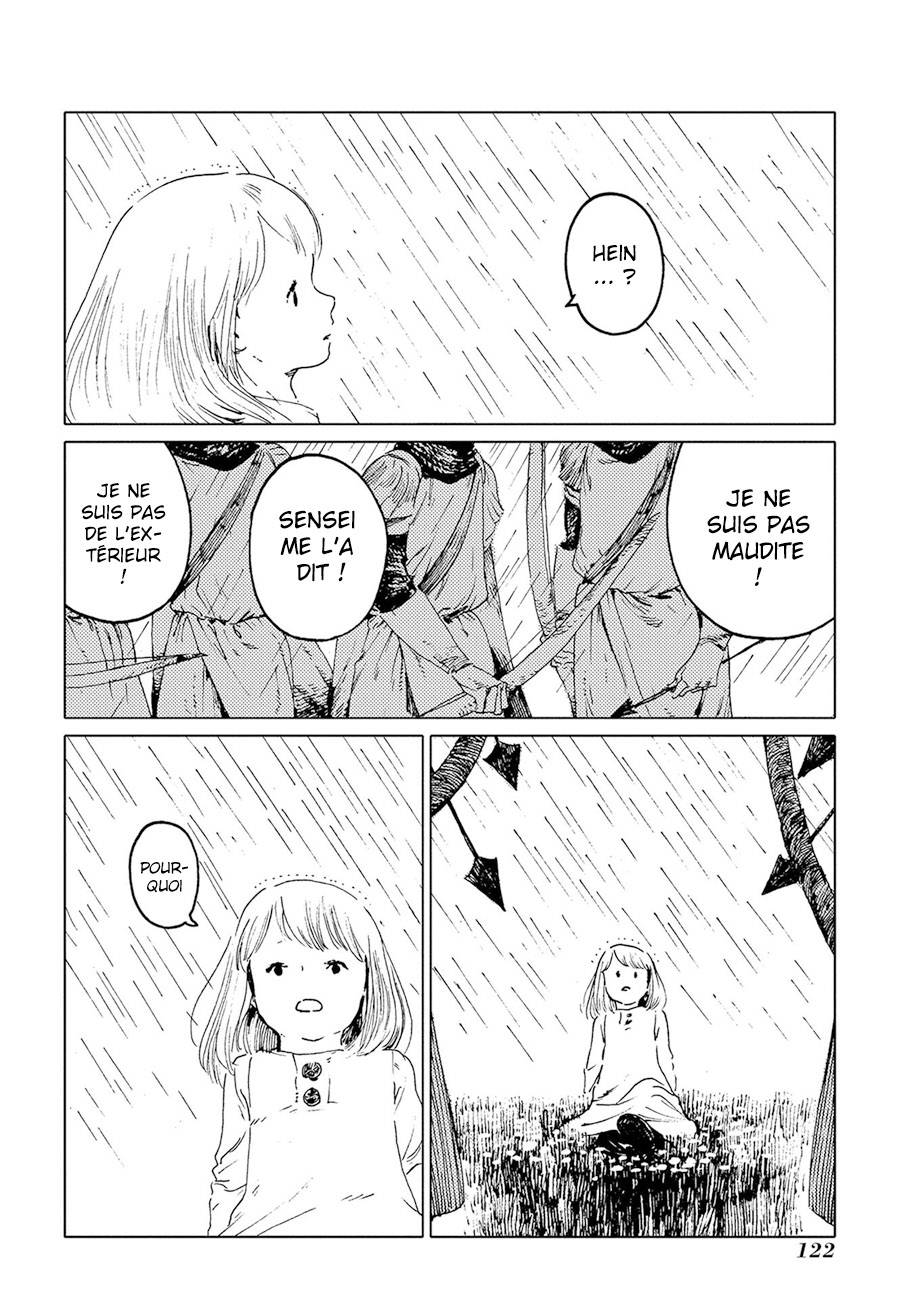 HEIN
... ?
JE NE
SUIS PAS
MAUDITE
!
SENSEI
ME L'A
DIT !
JE NE
SUIS PAS
DE L'EX-
TÉRIEUR
!
POUR-
QUOI
122